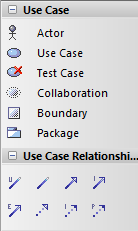 Use Case
Actor
Use Case
Test Case
Collaboration
Boundary
Package
Use Case Relationshi...